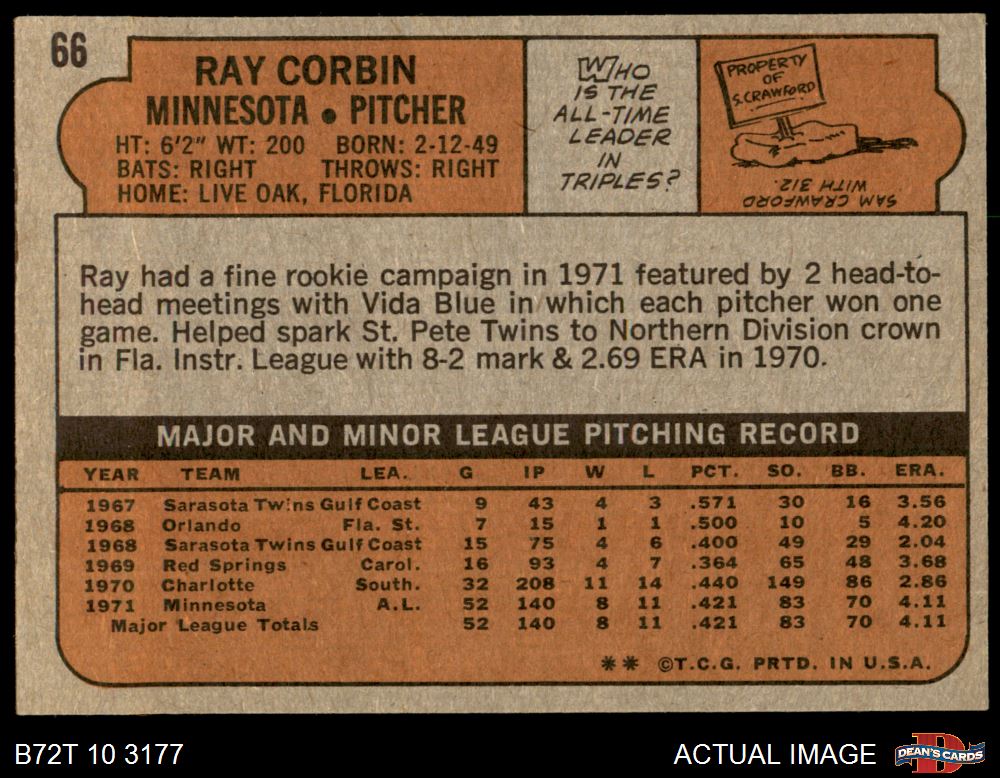 66
RAY CORBIN
MINNESOTA • PITCHER
HT: 6'2" WT: 200 BORN: 2-12-49
BATS: RIGHT THROWS: RIGHT
HOME: LIVE OAK, FLORIDA
WHO
IS THE
ALL-TIME
LEADER
IN
TRIPLES?
PROPERTY
OF
S. CRAWFORD
SAM CRAWFORD
WITH 312.
Ray had a fine rookie campaign in 1971 featured by 2 head-to-
head meetings with Vida Blue in which each pitcher won one
game. Helped spark St. Pete Twins to Northern Division crown
in Fla. Instr. League with 8-2 mark & 2.69 ERA in 1970.
MAJOR AND MINOR LEAGUE PITCHING RECORD
YEAR TEAM LEA. G IP W L PCT. SO. BB. ERA.
1967 Sarasota Twins Gulf Coast 9 43 4 3 .571 30 16 3.56
1968 Orlando Fla. St. 7 15 1 1 .500 10 5 4.20
1968 Sarasota Twins Gulf Coast 15 75 4 6 .400 49 29 2.04
1969 Red Springs Carol. 16 93 4 7 .364 65 48 3.68
1970 Charlotte South. 32 208 11 14 .440 149 86 2.86
1971 Minnesota A.L. 52 140 8 11 .421 83 70 4.11
Major League Totals 52 140 8 11 .421 83 70 4.11
** ©T.C.G. PRTD. IN U.S.A.
B72T 10 3177
ACTUAL IMAGE
DEAN'S CARDS